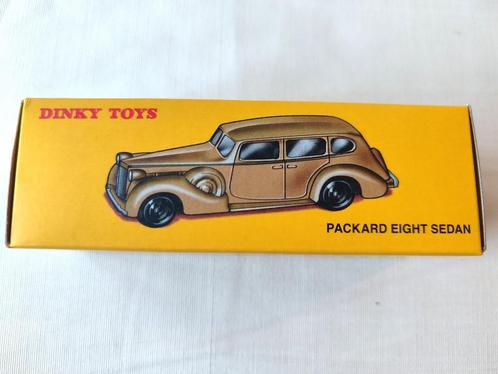 DINKY TOYS
PACKARD EIGHT SEDAN